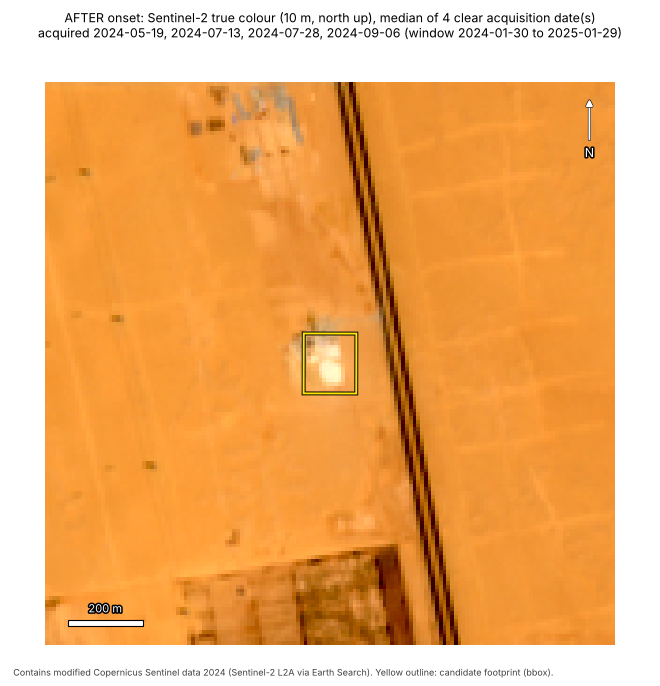 AFTER onset: Sentinel-2 true colour (10 m, north up), median of 4 clear acquisition date(s)
acquired 2024-05-19, 2024-07-13, 2024-07-28, 2024-09-06 (window 2024-01-30 to 2025-01-29)
N
200 m
Contains modified Copernicus Sentinel data 2024 (Sentinel-2 L2A via Earth Search). Yellow outline: candidate footprint (bbox).